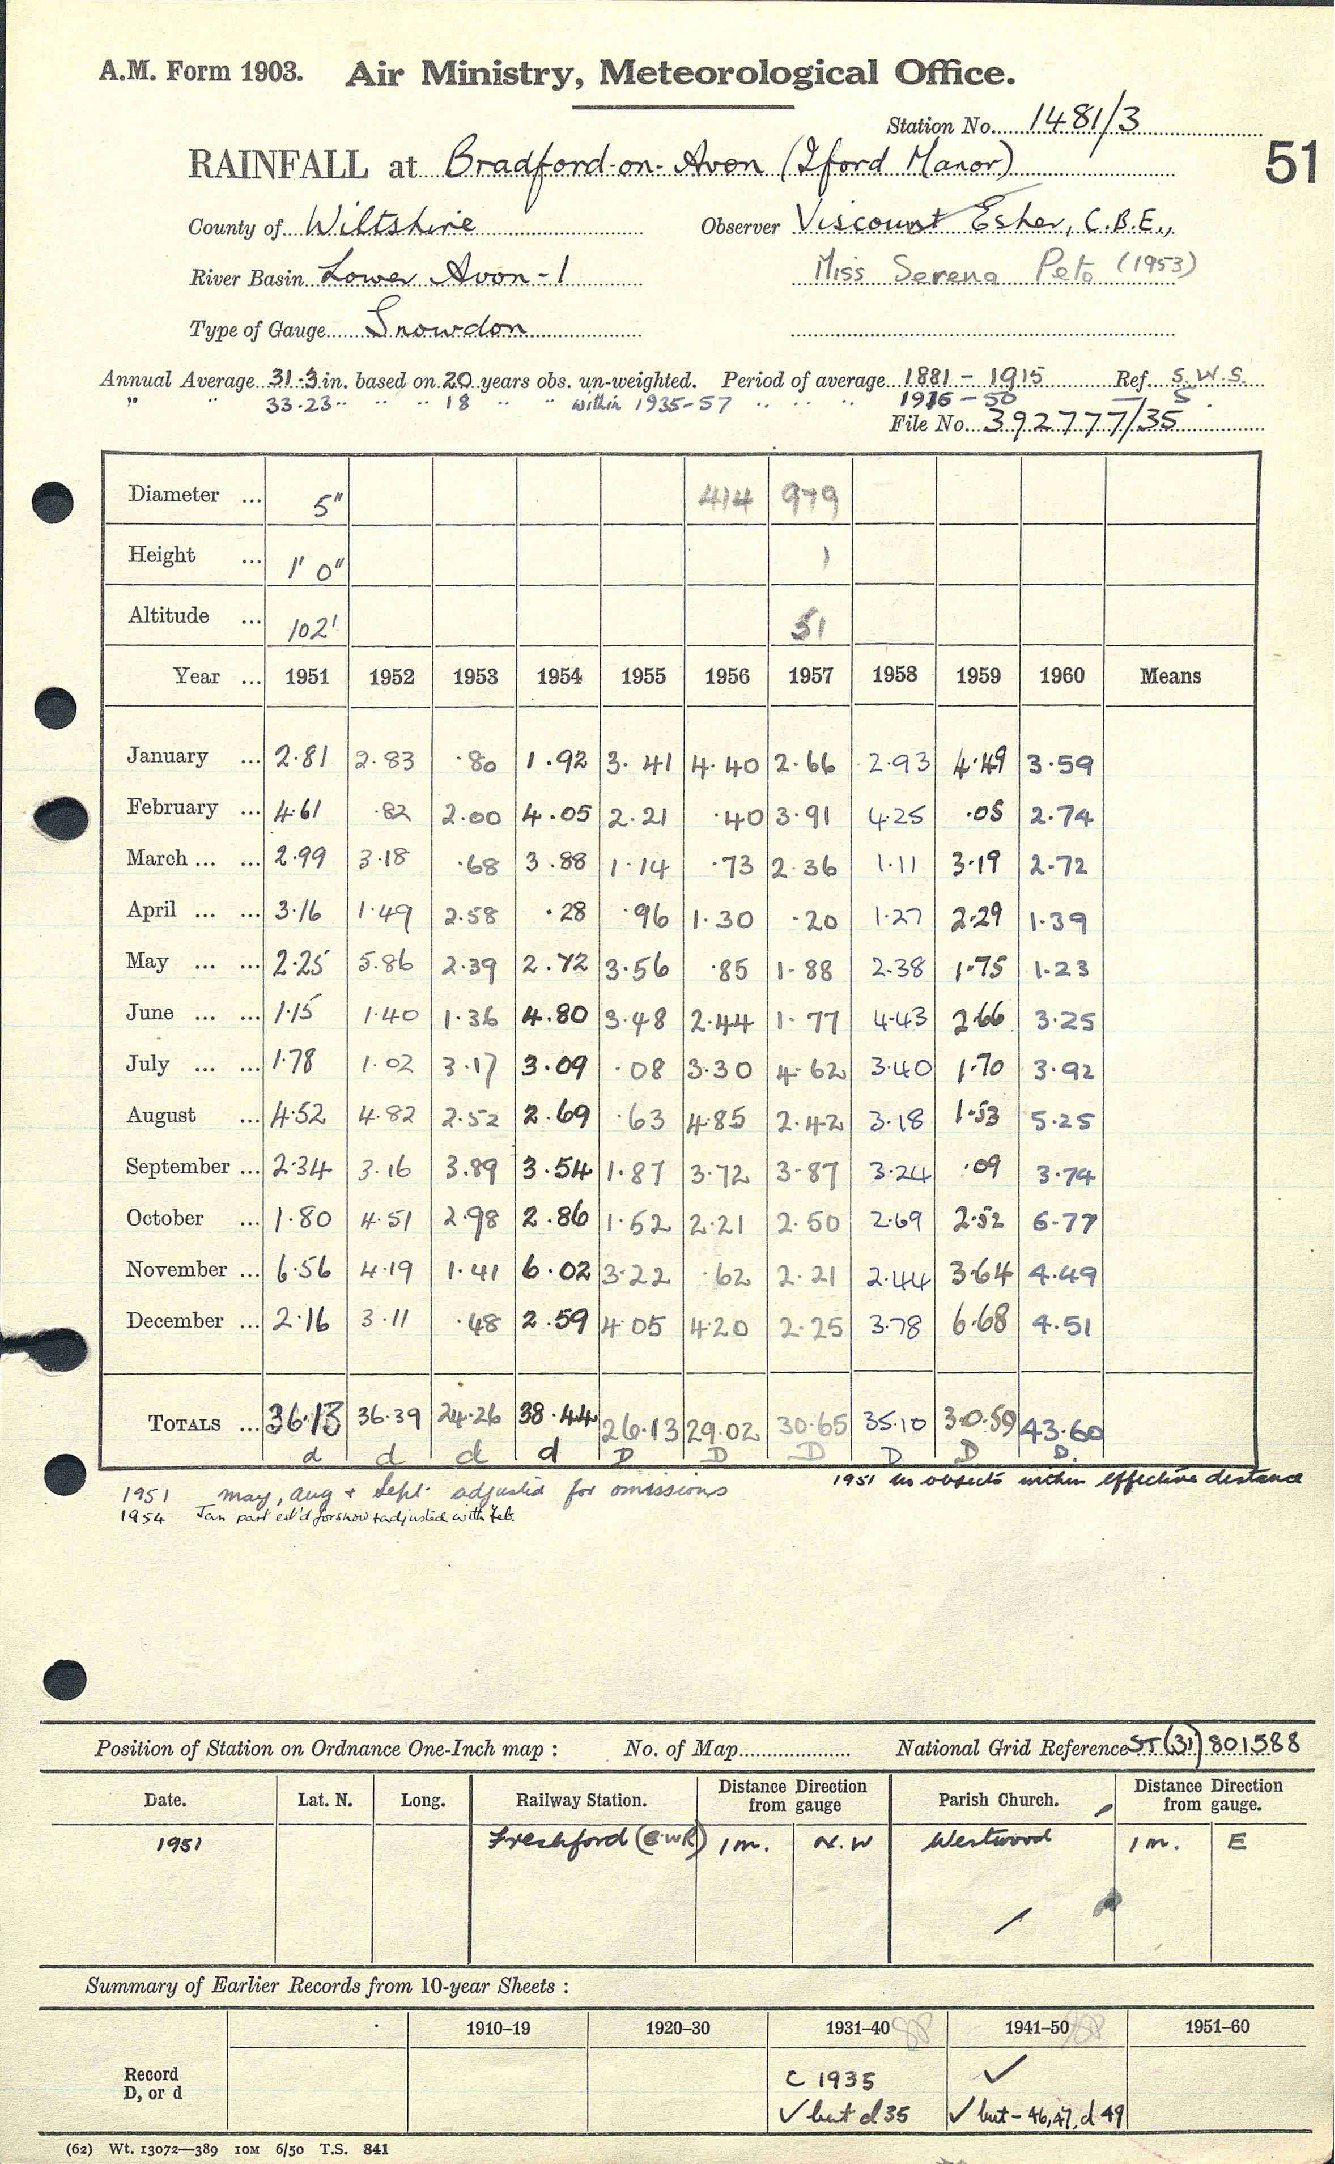 A.M. Form 1903. Air Ministry, Meteorological Office.
Station No. 1481/3
51
RAINFALL at Bradford-on-Avon (Iford Manor)
County of Wiltshire Observer Viscount Esher, C.B.E.,
River Basin Lower Avon-1 Miss Serena Peto (1953)
Type of Gauge Snowdon
Annual Average 31.3 in. based on 20 years obs. un-weighted. Period of average 1881 - 1915 Ref. S.W.S.
" " 33.23 " " " 18 " " " within 1935-57 " " " 1916 - 50 — S.
File No. 392777/35
Diameter ... 5" 414 979
Height ... 1' 0" 1
Altitude ... 102' 31
Year ... 1951 1952 1953 1954 1955 1956 1957 1958 1959 1960 Means
January ... 2.81 2.83 .80 1.92 3.41 4.40 2.66 2.93 4.49 3.59
February ... 4.61 .82 2.00 4.05 2.21 .40 3.91 4.25 .05 2.74
March ... ... 2.99 3.18 .68 3.88 1.14 .73 2.36 1.11 3.19 2.72
April ... ... 3.16 1.49 2.58 .28 .96 1.30 .20 1.27 2.29 1.39
May ... ... 2.25 5.86 2.39 2.72 3.56 .85 1.88 2.38 1.75 1.23
June ... ... 1.15 1.40 1.36 4.80 3.48 2.44 1.77 4.43 2.66 3.25
July ... ... 1.78 1.02 3.17 3.09 .08 3.30 4.62 3.40 1.70 3.92
August ... 4.52 4.82 2.52 2.69 .63 4.85 2.42 3.18 1.53 5.25
September ... 2.34 3.16 3.89 3.54 1.87 3.72 3.87 3.24 .09 3.74
October ... 1.80 4.51 2.98 2.86 1.52 2.21 2.50 2.69 2.52 6.77
November ... 6.56 4.19 1.41 6.02 3.22 .62 2.21 2.44 3.64 4.49
December ... 2.16 3.11 .48 2.59 4.05 4.20 2.25 3.78 6.68 4.51
TOTALS ... 36.13 36.39 24.26 38.44 26.13 29.02 30.65 35.10 30.59 43.60
d d d d D D D D D D.
1951 May, Aug + Sept. adjusted for omissions 1951 no objects within effective distance
1954 Jan part est'd for snow + adjusted with Feb.
Position of Station on Ordnance One-Inch map : No. of Map National Grid Reference ST(31)801588
Date. Lat. N. Long. Railway Station. Distance Direction from gauge Parish Church. Distance Direction from gauge.
1951 Freshford (GWR) 1 m. N.W Westwood 1 m. E
Summary of Earlier Records from 10-year Sheets :
1910–19 1920–30 1931–40 1941–50 1951–60
Record D, or d
C 1935 ✓
✓ but d 35 ✓ but - 46,47, d 49
(62) Wt. 13072—389 10M 6/50 T.S. 841